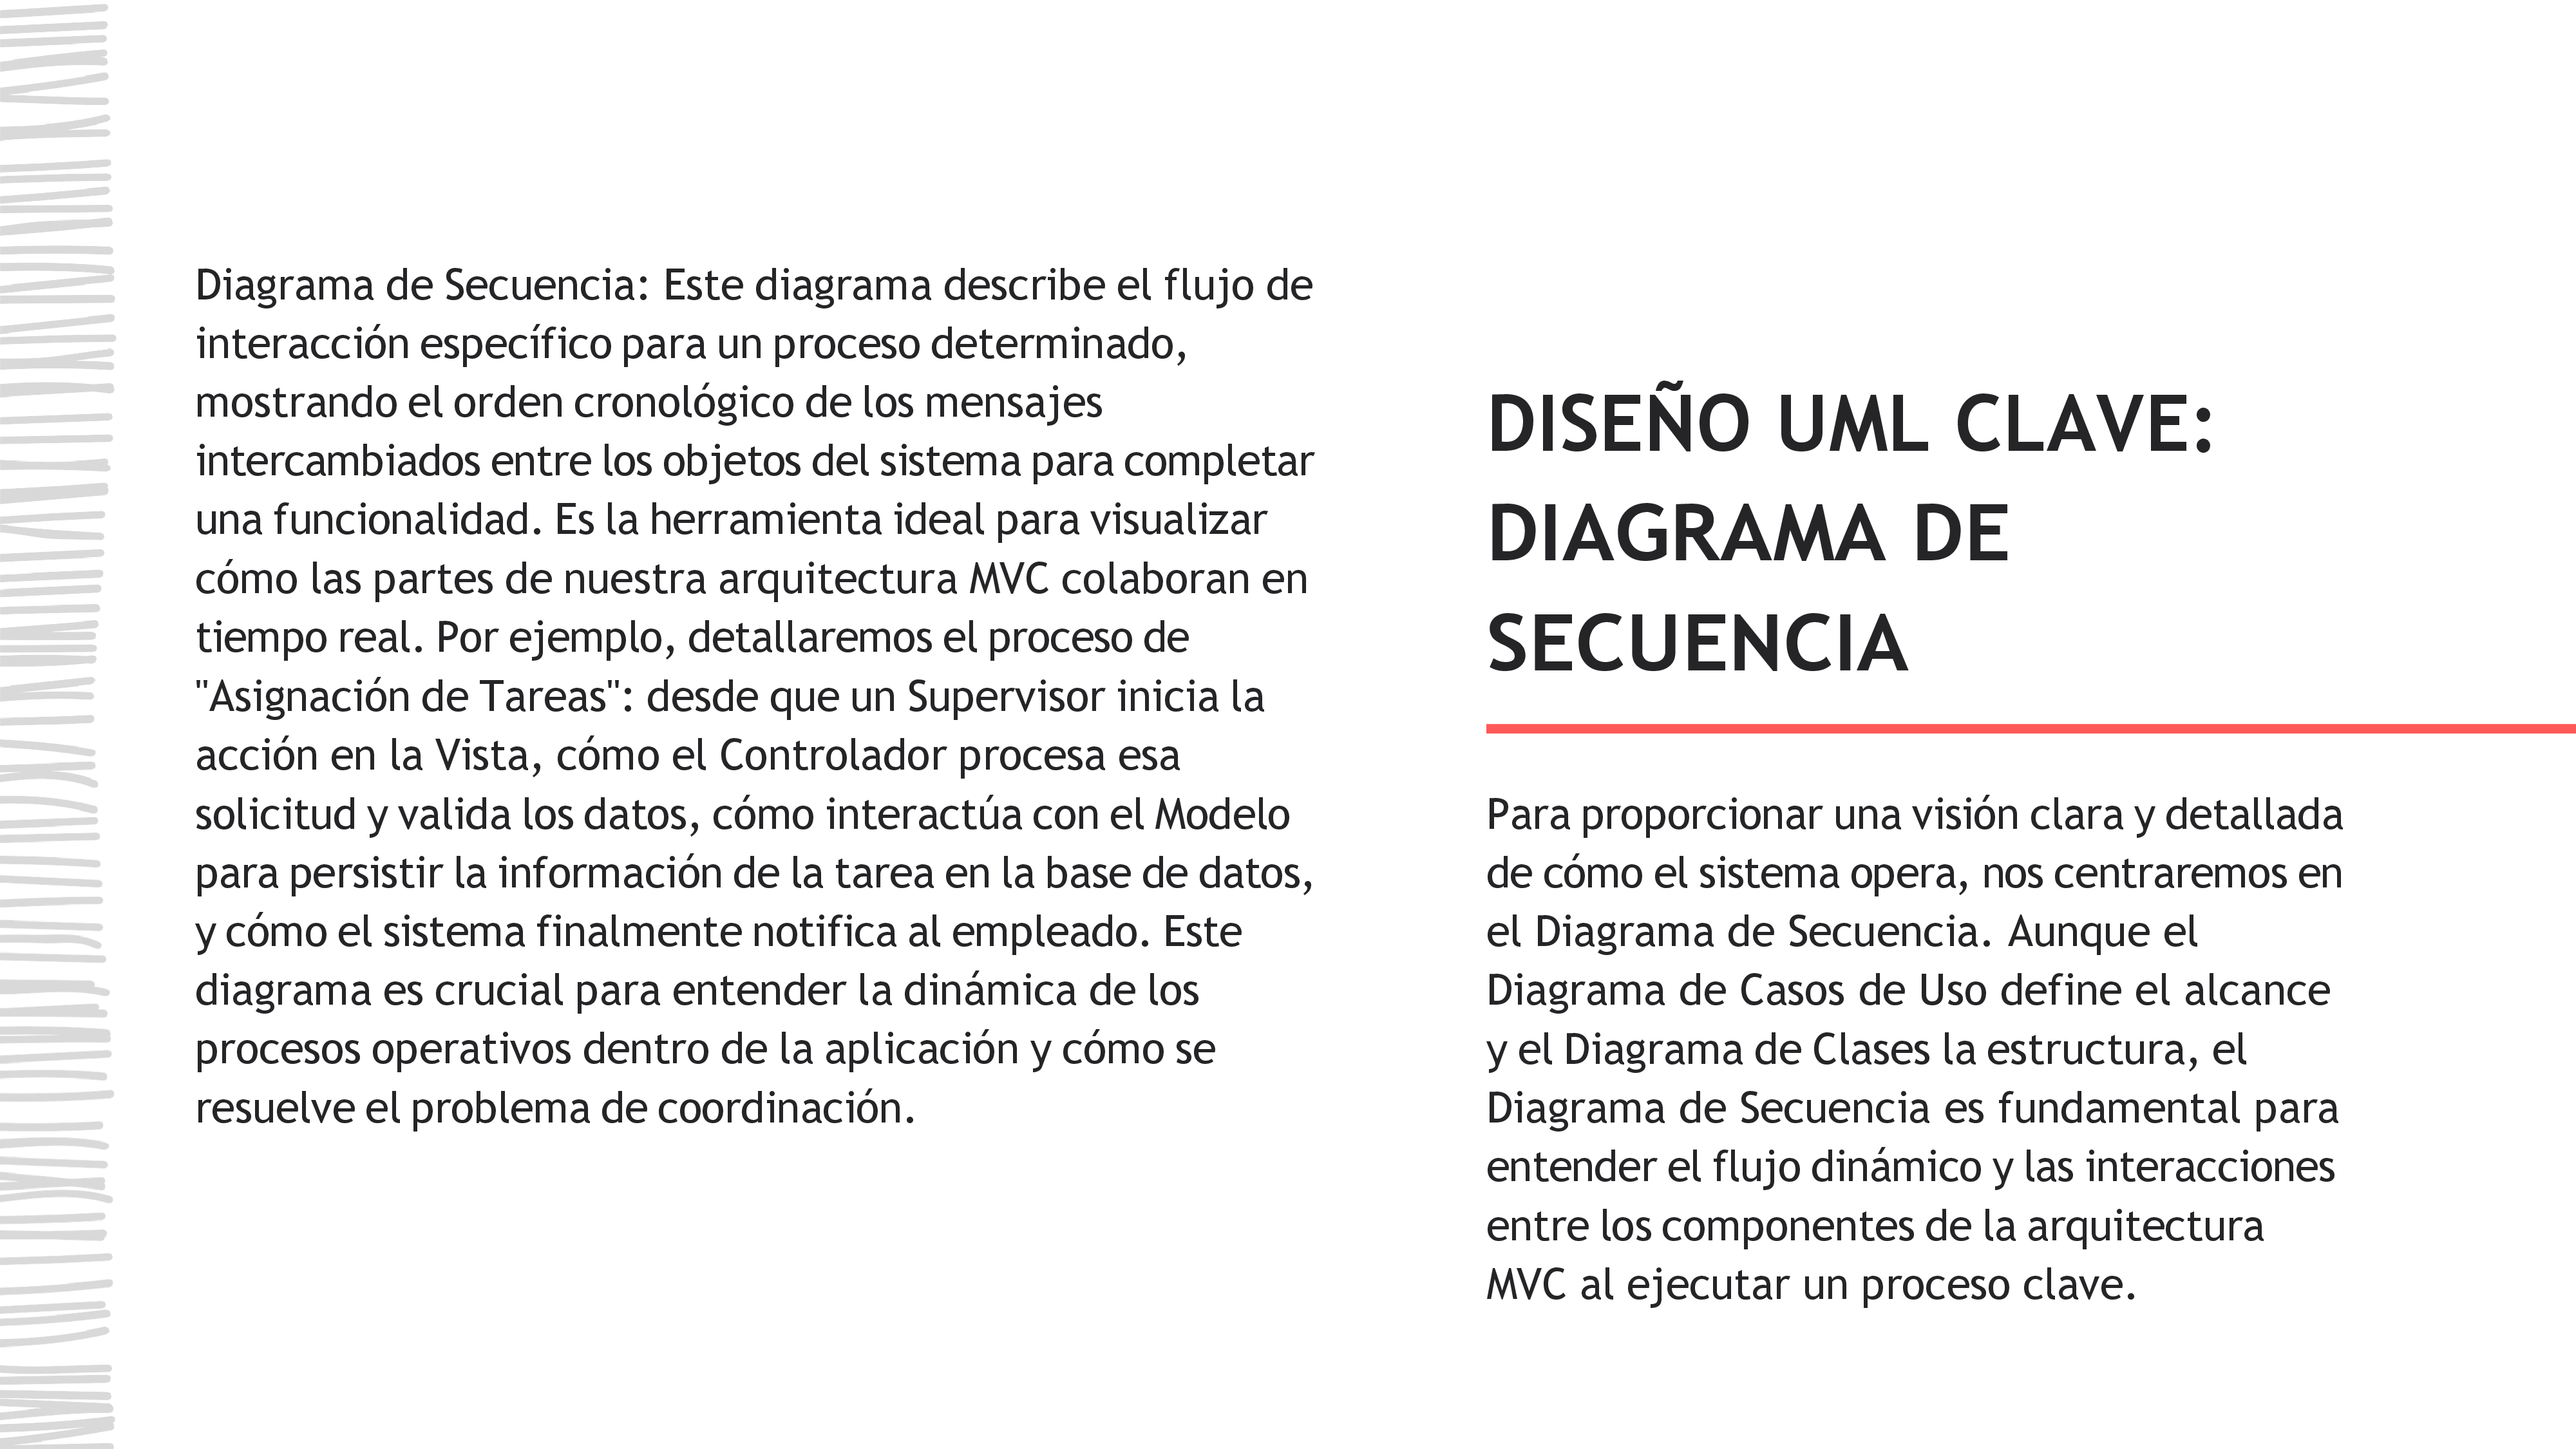 Diagrama de Secuencia: Este diagrama describe el flujo de
interacción específico para un proceso determinado,
mostrando el orden cronológico de los mensajes
intercambiados entre los objetos del sistema para completar
una funcionalidad. Es la herramienta ideal para visualizar
cómo las partes de nuestra arquitectura MVC colaboran en
tiempo real. Por ejemplo, detallaremos el proceso de
"Asignación de Tareas": desde que un Supervisor inicia la
acción en la Vista, cómo el Controlador procesa esa
solicitud y valida los datos, cómo interactúa con el Modelo
para persistir la información de la tarea en la base de datos,
y cómo el sistema finalmente notifica al empleado. Este
diagrama es crucial para entender la dinámica de los
procesos operativos dentro de la aplicación y cómo se
resuelve el problema de coordinación.
DISEÑO UML CLAVE:
DIAGRAMA DE
SECUENCIA
Para proporcionar una visión clara y detallada
de cómo el sistema opera, nos centraremos en
el Diagrama de Secuencia. Aunque el
Diagrama de Casos de Uso define el alcance
y el Diagrama de Clases la estructura, el
Diagrama de Secuencia es fundamental para
entender el flujo dinámico y las interacciones
entre los componentes de la arquitectura
MVC al ejecutar un proceso clave.